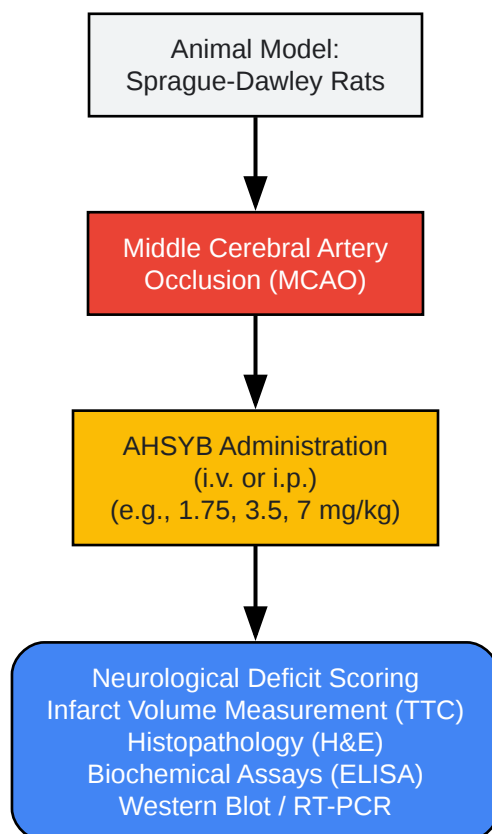 Animal Model:
Sprague-Dawley Rats
Middle Cerebral Artery
Occlusion (MCAO)
AHSYB Administration
(i.v. or i.p.)
(e.g., 1.75, 3.5, 7 mg/kg)
Neurological Deficit Scoring
Infarct Volume Measurement (TTC)
Histopathology (H&E)
Biochemical Assays (ELISA)
Western Blot / RT-PCR